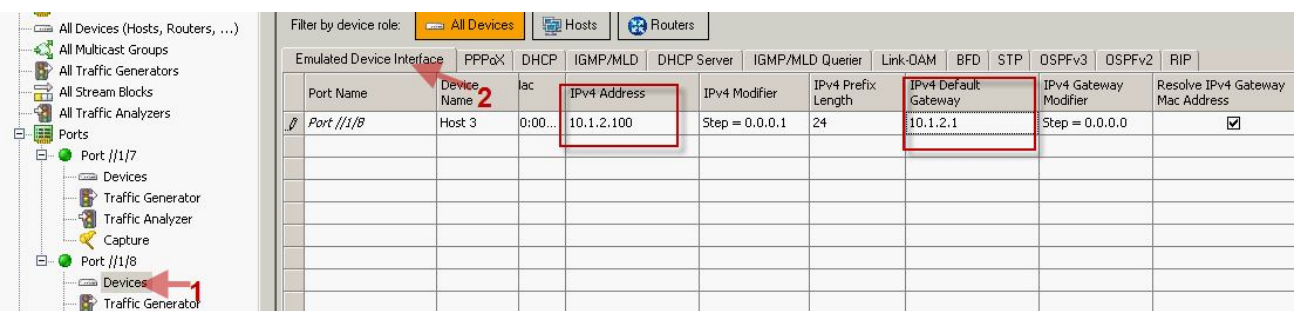 All Devices (Hosts, Routers, ...)
All Multicast Groups
All Traffic Generators
All Stream Blocks
All Traffic Analyzers
Ports
Port //1/7
Devices
Traffic Generator
Traffic Analyzer
Capture
Port //1/8
Devices
1
Traffic Generator
Filter by device role: All Devices Hosts Routers
Emulated Device Interface PPPoX DHCP IGMP/MLD DHCP Server IGMP/MLD Querier Link-OAM BFD STP OSPFv3 OSPFv2 RIP
2
Port Name Device Name lac IPv4 Address IPv4 Modifier IPv4 Prefix Length IPv4 Default Gateway IPv4 Gateway Modifier Resolve IPv4 Gateway Mac Address
Port //1/8 Host 3 0:00... 10.1.2.100 Step = 0.0.0.1 24 10.1.2.1 Step = 0.0.0.0